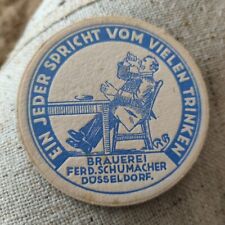 EIN JEDER SPRICHT VOM VIELEN TRINKEN
BRAUEREI
FERD. SCHUMACHER
DÜSSELDORF.